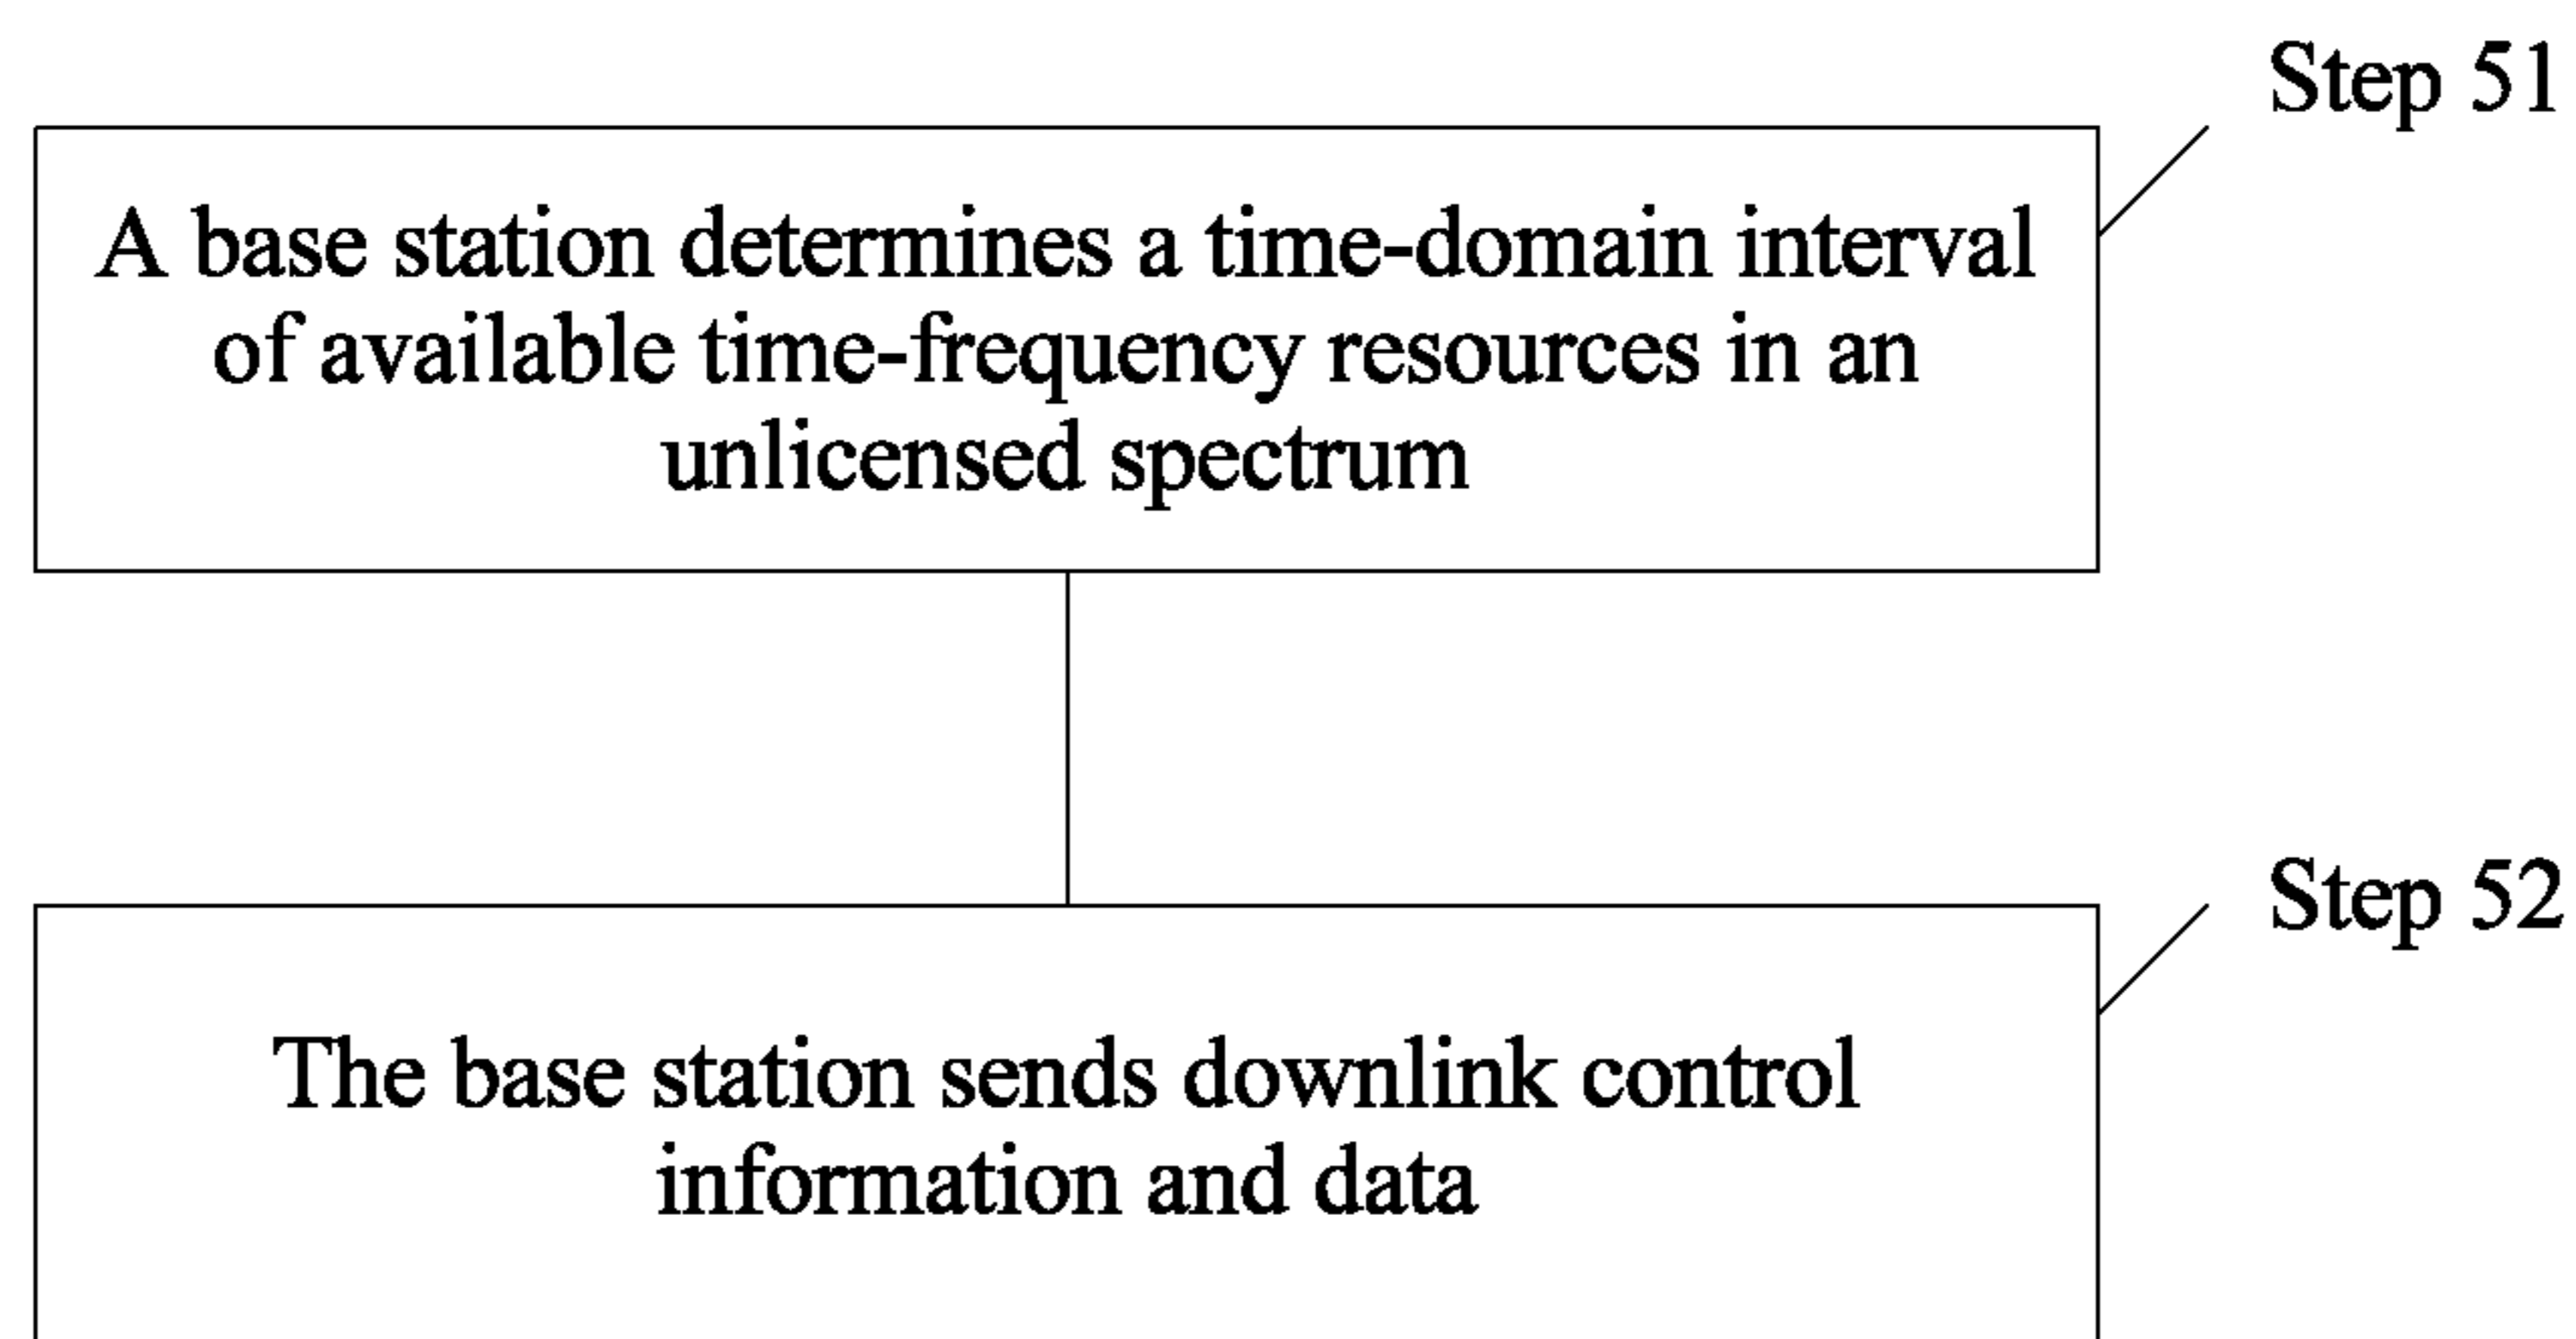 Step 51
A base station determines a time-domain interval
of available time-frequency resources in an
unlicensed spectrum
Step 52
The base station sends downlink control
information and data